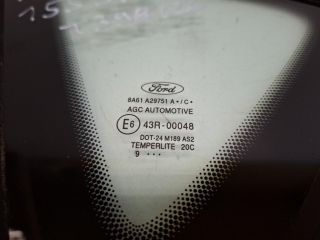 Ford
8A61 A29751 A • /C •
AGC AUTOMOTIVE
E6 43R-00048
DOT-24 M189 AS2
TEMPERLITE 20C
9 •••